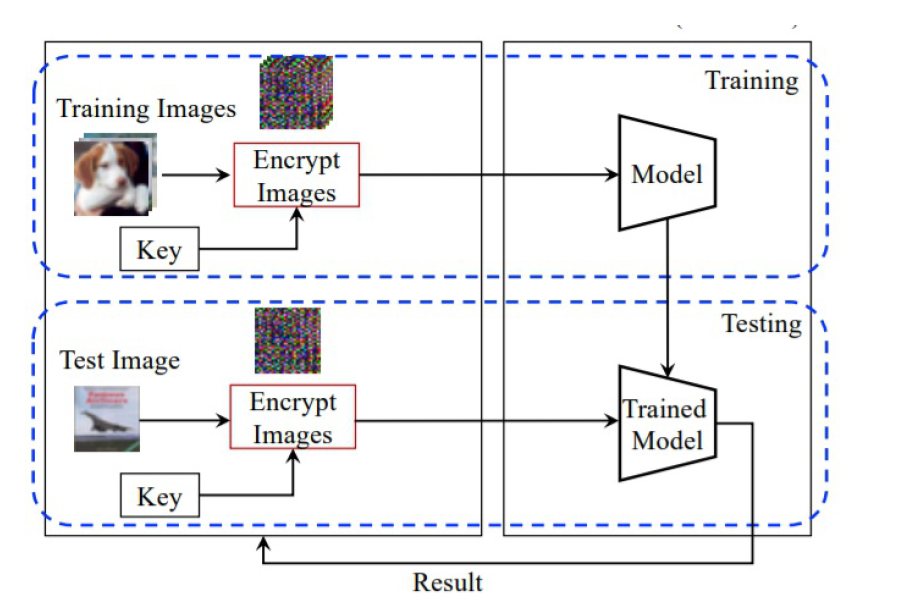 Training
Training Images
Encrypt
Images
Model
Key
Testing
Test Image
Encrypt
Images
Trained
Model
Key
Result